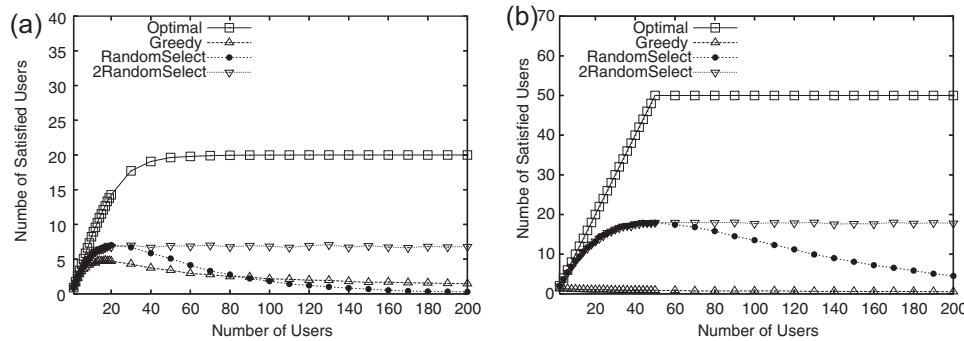 (a)
Numbe of Satisfied Users
40
35
30
25
20
15
10
5
0
Optimal
Greedy
RandomSelect
2RandomSelect
20 40 60 80 100 120 140 160 180 200
Number of Users
(b)
Numbe of Satisfied Users
70
60
50
40
30
20
10
0
Optimal
Greedy
RandomSelect
2RandomSelect
20 40 60 80 100 120 140 160 180 200
Number of Users